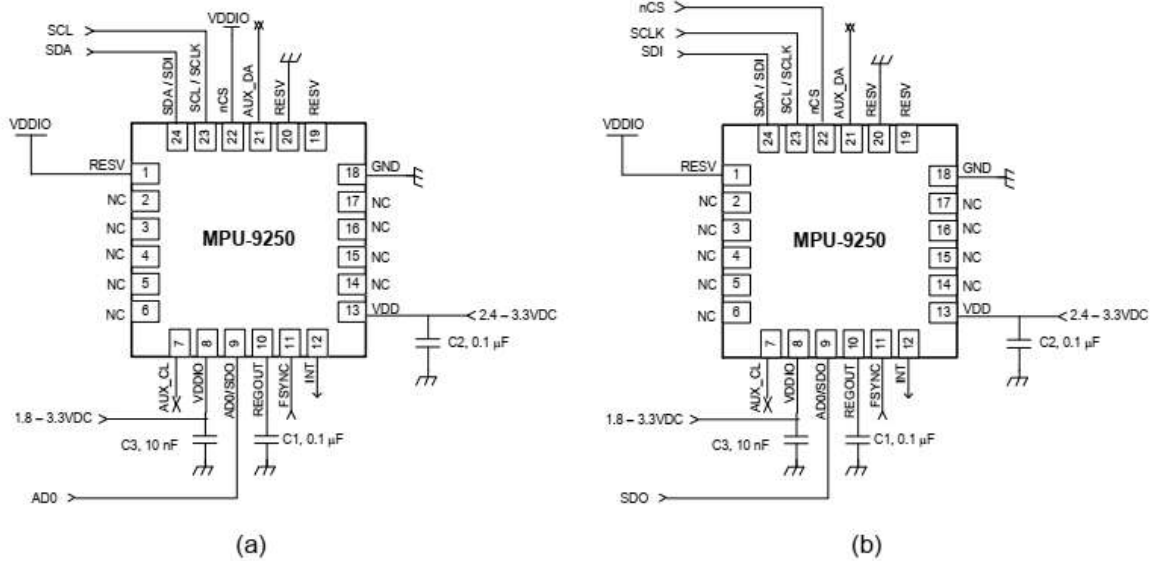 SCL
SDA
VDDIO
SDA / SDI
SCL / SCLK
nCS
AUX_DA
RESV
RESV
24
23
22
21
20
19
VDDIO
RESV
1
NC
2
NC
3
NC
4
NC
5
NC
6
MPU-9250
18
GND
17
NC
16
NC
15
NC
14
NC
13
VDD
2.4 – 3.3VDC
C2, 0.1 µF
7
8
9
10
11
12
AUX_CL
VDDIO
AD0/SDO
REGOUT
FSYNC
INT
1.8 – 3.3VDC
C3, 10 nF
C1, 0.1 µF
AD0
(a)
nCS
SCLK
SDI
SDA / SDI
SCL / SCLK
nCS
AUX_DA
RESV
RESV
24
23
22
21
20
19
VDDIO
RESV
1
NC
2
NC
3
NC
4
NC
5
NC
6
MPU-9250
18
GND
17
NC
16
NC
15
NC
14
NC
13
VDD
2.4 – 3.3VDC
C2, 0.1 µF
7
8
9
10
11
12
AUX_CL
VDDIO
AD0/SDO
REGOUT
FSYNC
INT
1.8 – 3.3VDC
C3, 10 nF
C1, 0.1 µF
SDO
(b)